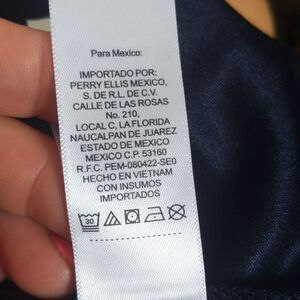 Para Mexico:
IMPORTADO POR:
PERRY ELLIS MEXICO,
S. DE R.L. DE C.V.
CALLE DE LAS ROSAS
No. 210,
LOCAL C, LA FLORIDA
NAUCALPAN DE JUAREZ
ESTADO DE MEXICO
MEXICO C.P. 53160
R.F.C. PEM-080422-SE0
HECHO EN VIETNAM
CON INSUMOS
IMPORTADOS
30